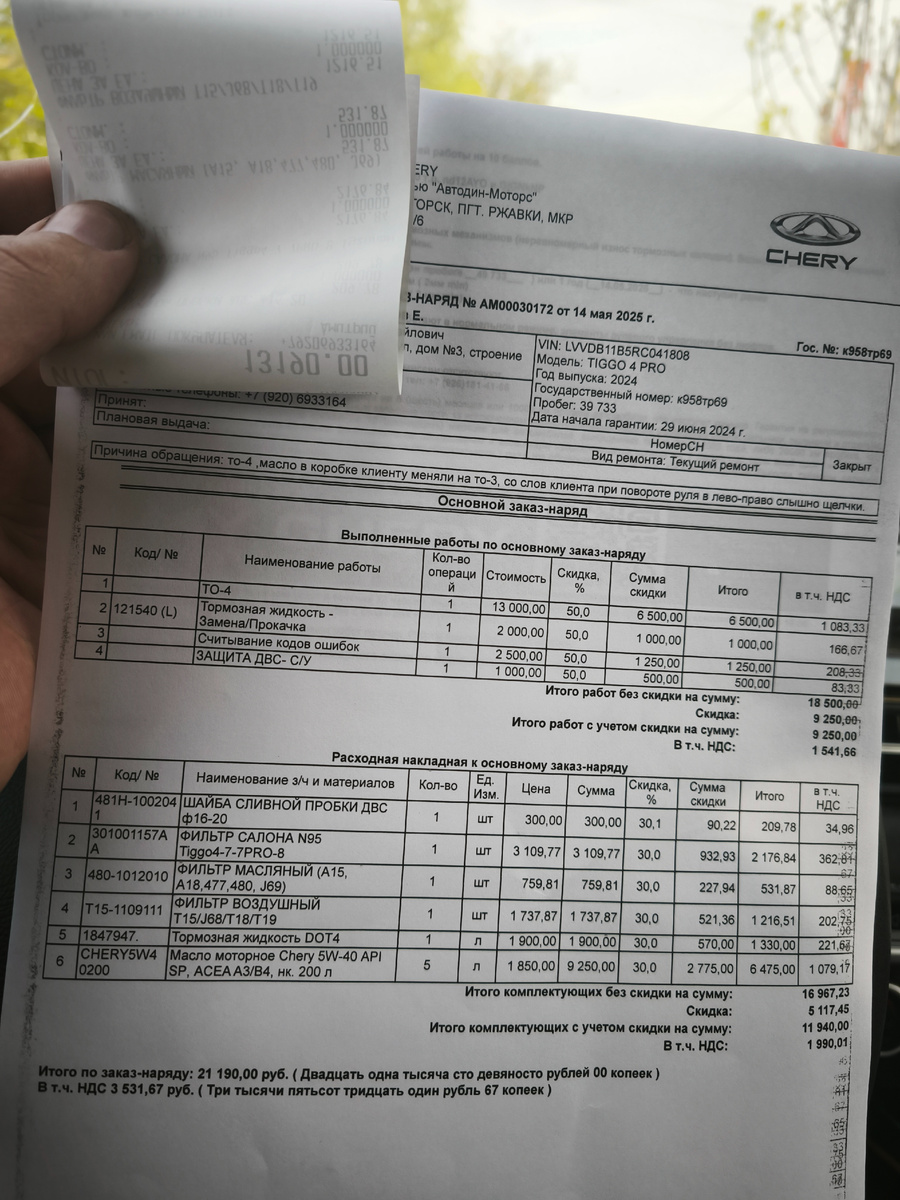 ERY
ью "Автодин-Моторс"
ГОРСК, ПГТ. РЖАВКИ, МКР
/6
CHERY
З-НАРЯД № АМ00030172 от 14 мая 2025 г.
Е.
Гос. №: к958тр69
йлович
л, дом №3, строение
VIN: LVVDB11B5RC041808
Модель: TIGGO 4 PRO
Год выпуска: 2024
Государственный номер: к958тр69
Пробег: 39 733
Дата начала гарантии: 29 июня 2024 г.
телефоны: +7 (920) 6933164
Принят:
Плановая выдача:
НомерСН
Вид ремонта: Текущий ремонт
Закрыт
Причина обращения: то-4 ,масло в коробке клиенту меняли на то-3, со слов клиента при повороте руля в лево-право слышно щелчки.
Основной заказ-наряд
Выполненные работы по основному заказ-наряду
№ Код/ № Наименование работы Кол-во операций Стоимость Скидка, % Сумма скидки Итого в т.ч. НДС
1 ТО-4 1 13 000,00 50,0 6 500,00 6 500,00 1 083,33
2 121540 (L) Тормозная жидкость - Замена/Прокачка 1 2 000,00 50,0 1 000,00 1 000,00 166,67
3 Считывание кодов ошибок 1 2 500,00 50,0 1 250,00 1 250,00 208,33
4 ЗАЩИТА ДВС- С/У 1 1 000,00 50,0 500,00 500,00 83,33
Итого работ без скидки на сумму: 18 500,00
Скидка: 9 250,00
Итого работ с учетом скидки на сумму: 9 250,00
В т.ч. НДС: 1 541,66
Расходная накладная к основному заказ-наряду
№ Код/ № Наименование з/ч и материалов Кол-во Ед. Изм. Цена Сумма Скидка, % Сумма скидки Итого в т.ч. НДС
1 481H-1002041 ШАЙБА СЛИВНОЙ ПРОБКИ ДВС ф16-20 1 шт 300,00 300,00 30,1 90,22 209,78 34,96
2 301001157AA ФИЛЬТР САЛОНА N95 Tiggo4-7-7PRO-8 1 шт 3 109,77 3 109,77 30,0 932,93 2 176,84 362,81
3 480-1012010 ФИЛЬТР МАСЛЯНЫЙ (A15, A18,477,480, J69) 1 шт 759,81 759,81 30,0 227,94 531,87 88,65
4 T15-1109111 ФИЛЬТР ВОЗДУШНЫЙ T15/J68/T18/T19 1 шт 1 737,87 1 737,87 30,0 521,36 1 216,51 202,75
5 1847947. Тормозная жидкость DOT4 1 л 1 900,00 1 900,00 30,0 570,00 1 330,00 221,67
6 CHERY5W40200 Масло моторное Chery 5W-40 API SP, ACEA A3/B4, нк. 200 л 5 л 1 850,00 9 250,00 30,0 2 775,00 6 475,00 1 079,17
Итого комплектующих без скидки на сумму: 16 967,23
Скидка: 5 117,45
Итого комплектующих с учетом скидки на сумму: 11 940,00
В т.ч. НДС: 1 990,01
Итого по заказ-наряду: 21 190,00 руб. ( Двадцать одна тысяча сто девяносто рублей 00 копеек )
В т.ч. НДС 3 531,67 руб. ( Три тысячи пятьсот тридцать один рубль 67 копеек )